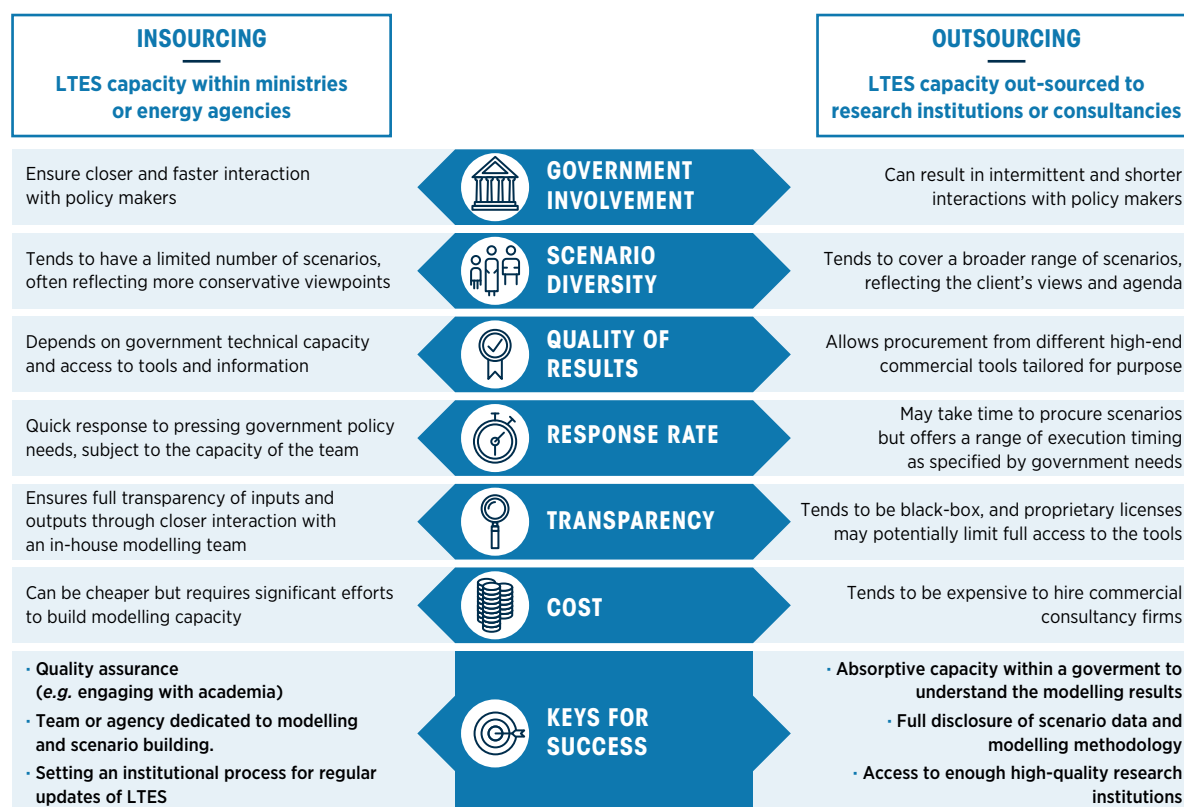 INSOURCING
LTES capacity within ministries
or energy agencies
OUTSOURCING
LTES capacity out-sourced to
research institutions or consultancies
Ensure closer and faster interaction
with policy makers
GOVERNMENT
INVOLVEMENT
Can result in intermittent and shorter
interactions with policy makers
Tends to have a limited number of scenarios,
often reflecting more conservative viewpoints
SCENARIO
DIVERSITY
Tends to cover a broader range of scenarios,
reflecting the client's views and agenda
Depends on government technical capacity
and access to tools and information
QUALITY OF
RESULTS
Allows procurement from different high-end
commercial tools tailored for purpose
Quick response to pressing government policy
needs, subject to the capacity of the team
RESPONSE RATE
May take time to procure scenarios
but offers a range of execution timing
as specified by government needs
Ensures full transparency of inputs and
outputs through closer interaction with
an in-house modelling team
TRANSPARENCY
Tends to be black-box, and proprietary licenses
may potentially limit full access to the tools
Can be cheaper but requires significant efforts
to build modelling capacity
COST
Tends to be expensive to hire commercial
consultancy firms
· Quality assurance
(e.g. engaging with academia)
· Team or agency dedicated to modelling
and scenario building.
· Setting an institutional process for regular
updates of LTES
KEYS FOR
SUCCESS
· Absorptive capacity within a goverment to
understand the modelling results
· Full disclosure of scenario data and
modelling methodology
· Access to enough high-quality research
institutions